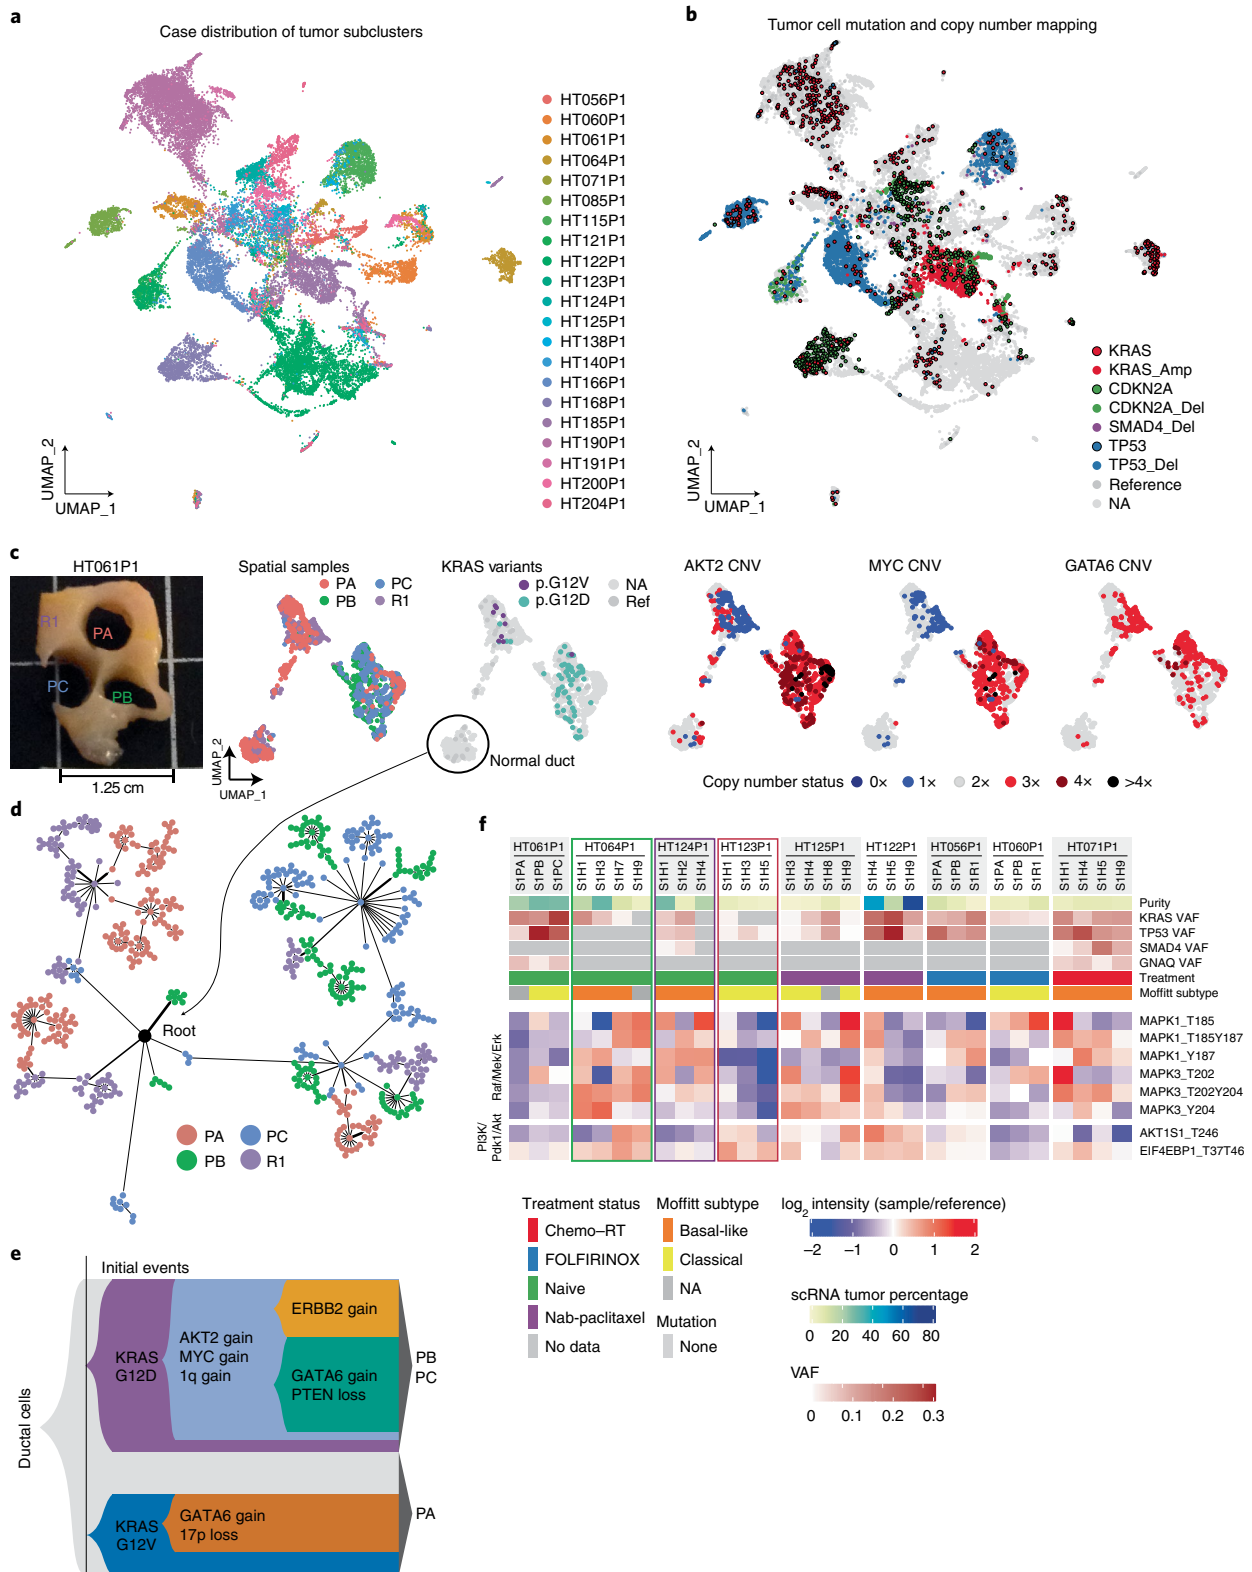 a
Case distribution of tumor subclusters
HT056P1
HT060P1
HT061P1
HT064P1
HT071P1
HT085P1
HT115P1
HT121P1
HT122P1
HT123P1
HT124P1
HT125P1
HT138P1
HT140P1
HT166P1
HT168P1
HT185P1
HT190P1
HT191P1
HT200P1
HT204P1
UMAP_2
UMAP_1
b
Tumor cell mutation and copy number mapping
KRAS
KRAS_Amp
CDKN2A
CDKN2A_Del
SMAD4_Del
TP53
TP53_Del
Reference
NA
UMAP_2
UMAP_1
c
HT061P1
R1
PA
PC
PB
1.25 cm
Spatial samples
PA
PC
PB
R1
UMAP_2
UMAP_1
KRAS variants
p.G12V
NA
p.G12D
Ref
Normal duct
AKT2 CNV
MYC CNV
GATA6 CNV
Copy number status 0× 1× 2× 3× 4× >4×
d
Root
PA
PC
PB
R1
e
Initial events
Ductal cells
KRAS
G12D
AKT2 gain
MYC gain
1q gain
ERBB2 gain
GATA6 gain
PTEN loss
PB
PC
KRAS
G12V
GATA6 gain
17p loss
PA
f
HT061P1 HT064P1 HT124P1 HT123P1 HT125P1 HT122P1 HT056P1 HT060P1 HT071P1
S1PA S1PB S1PC S1H1 S1H3 S1H7 S1H9 S1H1 S1H2 S1H4 S1H1 S1H3 S1H5 S1H3 S1H4 S1H8 S1H9 S1H4 S1H5 S1H9 S1PA S1PB S1R1 S1PA S1PB S1R1 S1H1 S1H4 S1H5 S1H9
Purity
KRAS VAF
TP53 VAF
SMAD4 VAF
GNAQ VAF
Treatment
Moffitt subtype
Raf/Mek/Erk
MAPK1_T185
MAPK1_T185Y187
MAPK1_Y187
MAPK3_T202
MAPK3_T202Y204
MAPK3_Y204
PI3K/
Pdk1/Akt
AKT1S1_T246
EIF4EBP1_T37T46
Treatment status
Chemo–RT
FOLFIRINOX
Naive
Nab-paclitaxel
No data
Moffitt subtype
Basal-like
Classical
NA
Mutation
None
log2 intensity (sample/reference)
−2 −1 0 1 2
scRNA tumor percentage
0 20 40 60 80
VAF
0 0.1 0.2 0.3